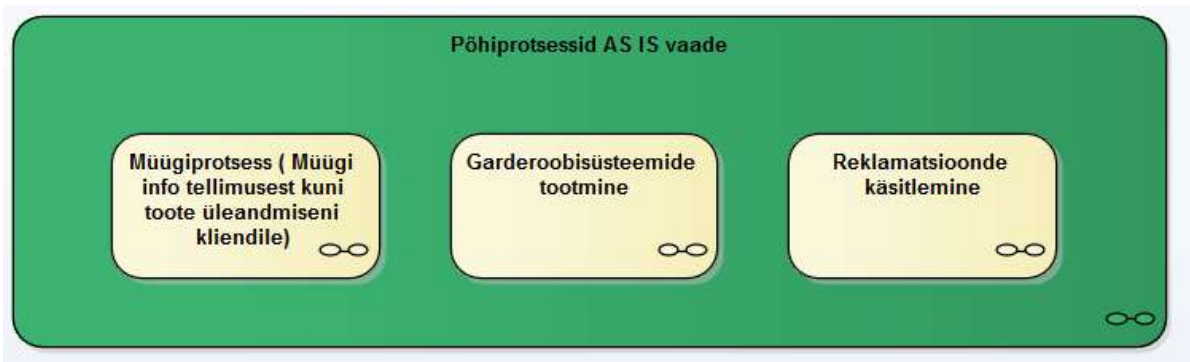 Põhiprotsessid AS IS vaade
Müügiprotsess ( Müügi
info tellimusest kuni
toote üleandmiseni
kliendile)
Garderoobisüsteemide
tootmine
Reklamatsioonde
käsitlemine